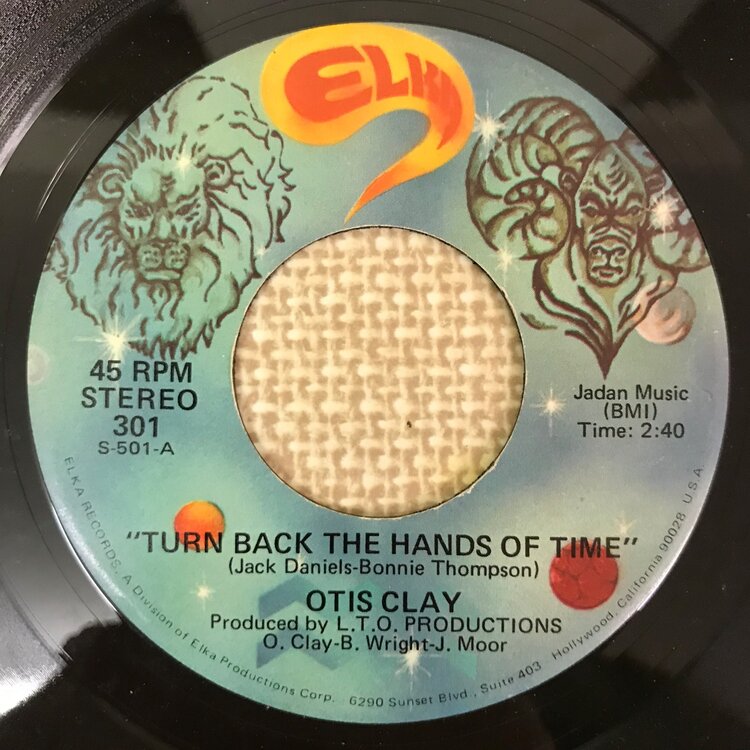 ELKA
45 RPM
STEREO
301
S-501-A
Jadan Music
(BMI)
Time: 2:40
"TURN BACK THE HANDS OF TIME"
(Jack Daniels-Bonnie Thompson)
OTIS CLAY
Produced by L.T.O. PRODUCTIONS
O. Clay-B. Wright-J. Moor
ELKA RECORDS, A Division of Elka Productions Corp. 6290 Sunset Blvd., Suite 403 Hollywood, California 90028 U.S.A.